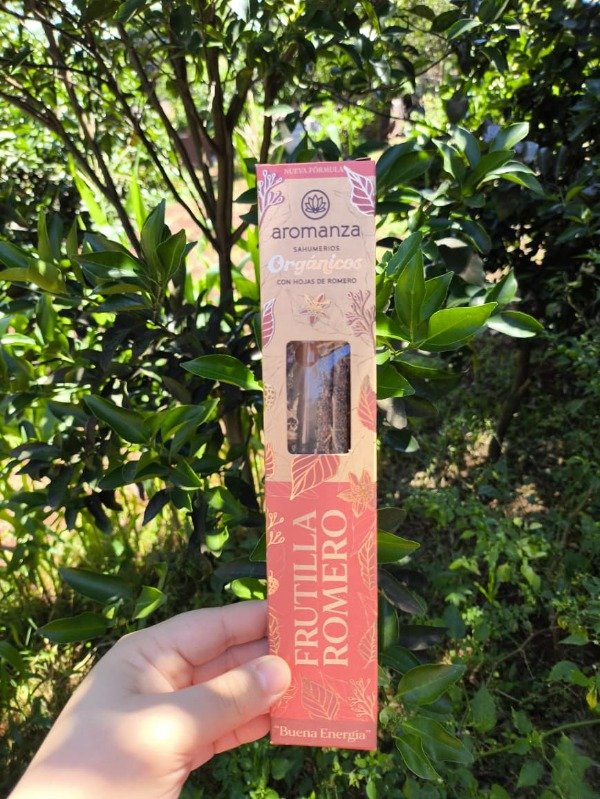 NUEVA FÓRMULA
aromanza
SAHUMERIOS
Orgánicos
CON HOJAS DE ROMERO
FRUTILLA
ROMERO
"Buena Energía"